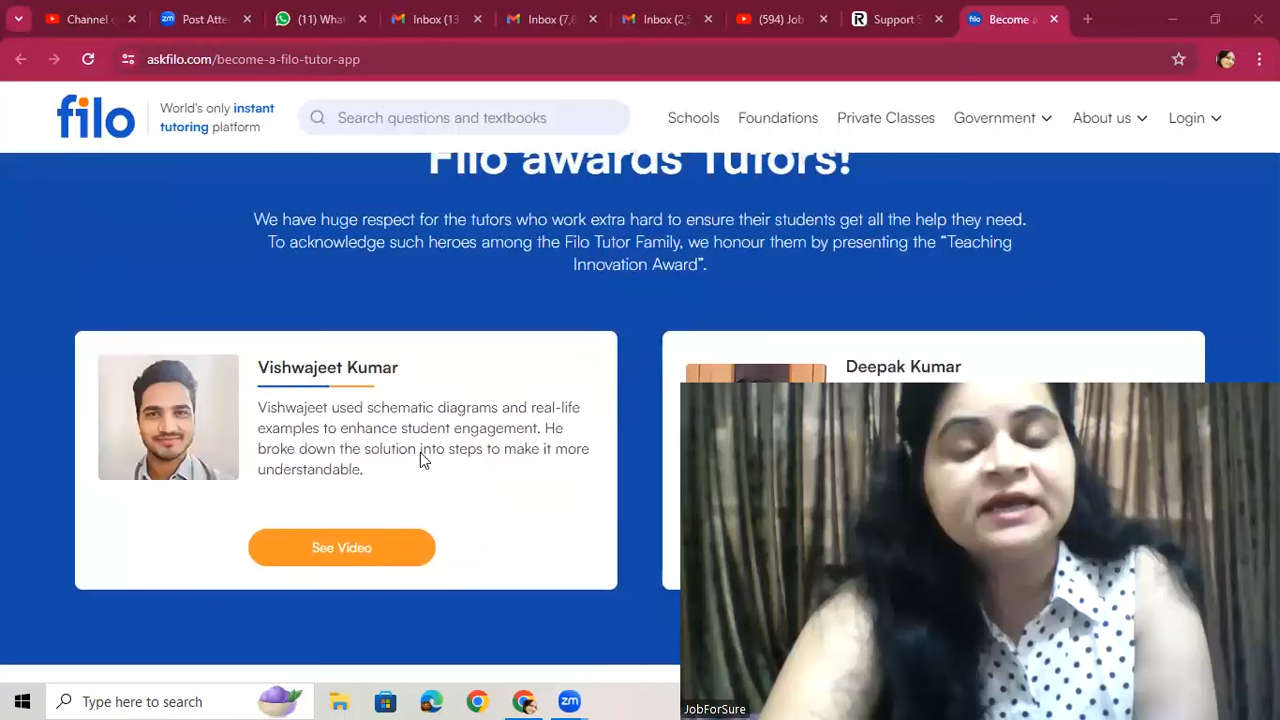 Channel c
Post Atte
(11) Wha
Inbox (13
Inbox (7,8
Inbox (2,5
(594) Job
Support S
Become a
askfilo.com/become-a-filo-tutor-app
filo
World's only instant
tutoring platform
Search questions and textbooks
Schools
Foundations
Private Classes
Government
About us
Login
Filo awards Tutors!
We have huge respect for the tutors who work extra hard to ensure their students get all the help they need.
To acknowledge such heroes among the Filo Tutor Family, we honour them by presenting the “Teaching
Innovation Award”.
Vishwajeet Kumar
Vishwajeet used schematic diagrams and real-life
examples to enhance student engagement. He
broke down the solution into steps to make it more
understandable.
See Video
Deepak Kumar
Type here to search
zm
JobForSure